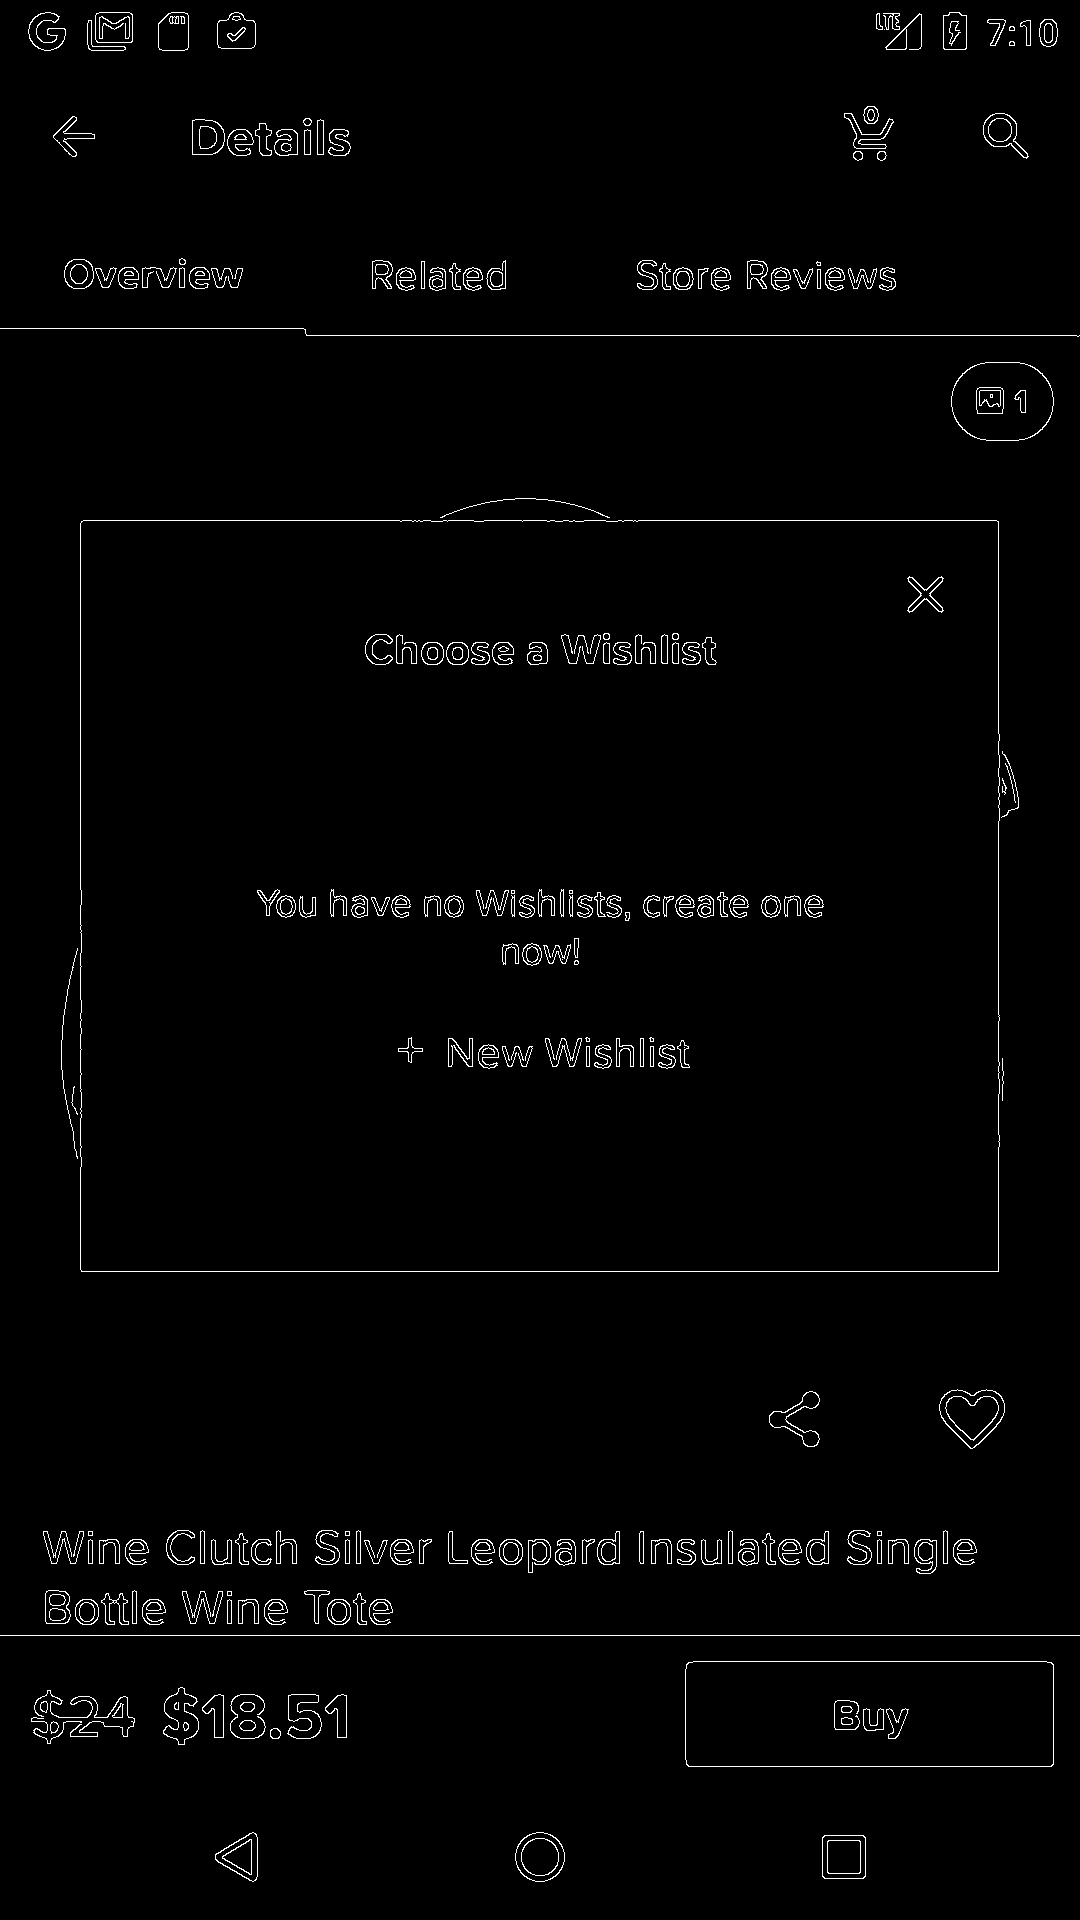 LTE 7:10
Details 0
Overview Related Store Reviews
1
Choose a Wishlist
You have no Wishlists, create one
now!
+ New Wishlist
Wine Clutch Silver Leopard Insulated Single
Bottle Wine Tote
$24 $18.51 Buy